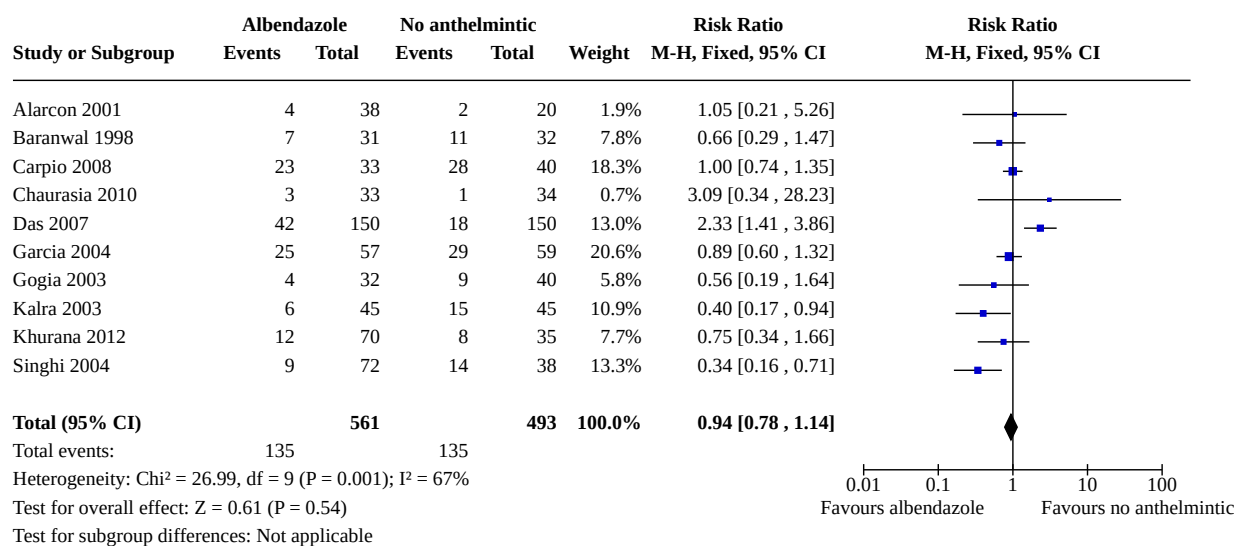 Albendazole No anthelmintic Risk Ratio Risk Ratio
Study or Subgroup Events Total Events Total Weight M-H, Fixed, 95% CI M-H, Fixed, 95% CI
Alarcon 2001 4 38 2 20 1.9% 1.05 [0.21 , 5.26]
Baranwal 1998 7 31 11 32 7.8% 0.66 [0.29 , 1.47]
Carpio 2008 23 33 28 40 18.3% 1.00 [0.74 , 1.35]
Chaurasia 2010 3 33 1 34 0.7% 3.09 [0.34 , 28.23]
Das 2007 42 150 18 150 13.0% 2.33 [1.41 , 3.86]
Garcia 2004 25 57 29 59 20.6% 0.89 [0.60 , 1.32]
Gogia 2003 4 32 9 40 5.8% 0.56 [0.19 , 1.64]
Kalra 2003 6 45 15 45 10.9% 0.40 [0.17 , 0.94]
Khurana 2012 12 70 8 35 7.7% 0.75 [0.34 , 1.66]
Singhi 2004 9 72 14 38 13.3% 0.34 [0.16 , 0.71]
Total (95% CI) 561 493 100.0% 0.94 [0.78 , 1.14]
Total events: 135 135
Heterogeneity: Chi² = 26.99, df = 9 (P = 0.001); I² = 67%
0.01 0.1 1 10 100
Test for overall effect: Z = 0.61 (P = 0.54) Favours albendazole Favours no anthelmintic
Test for subgroup differences: Not applicable